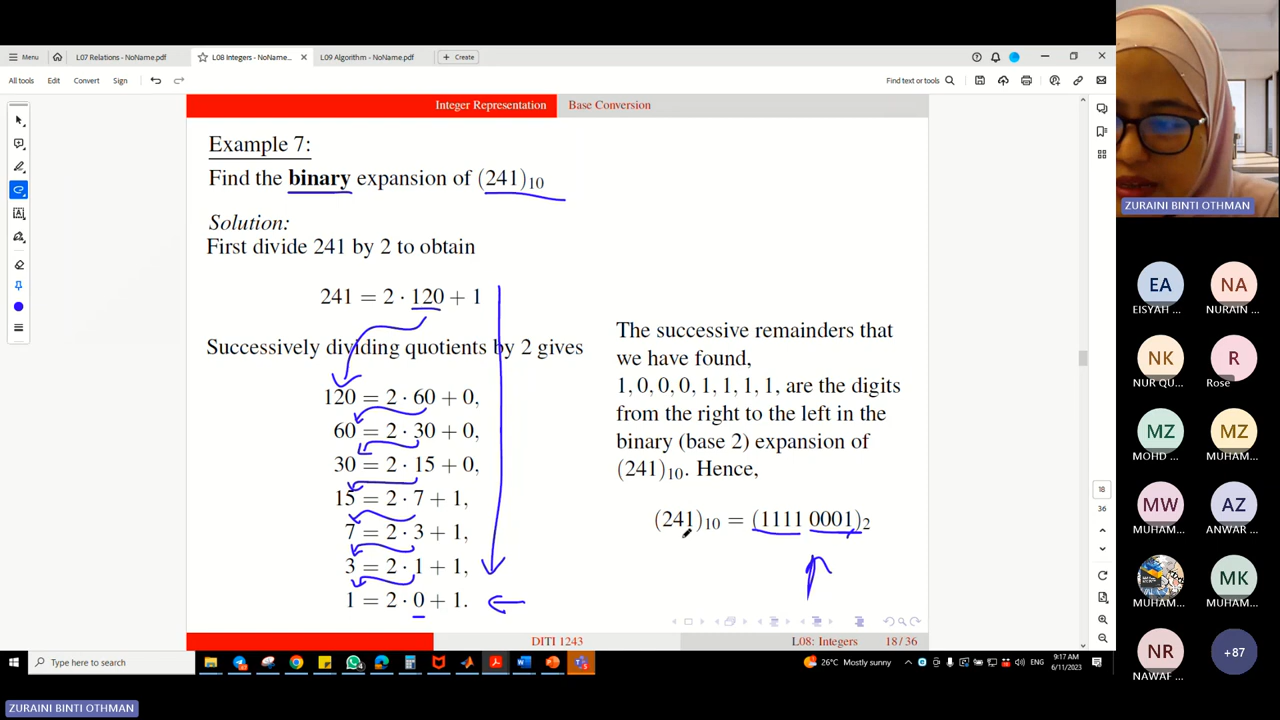 Menu
L07 Relations - NoName.pdf
L08 Integers - NoName...
L09 Algorithm - NoName.pdf
Create
All tools
Edit
Convert
Sign
Find text or tools
Integer Representation
Base Conversion
Example 7:
Find the binary expansion of (241)10
Solution:
First divide 241 by 2 to obtain
241 = 2 · 120 + 1
Successively dividing quotients by 2 gives
120 = 2 · 60 + 0,
60 = 2 · 30 + 0,
30 = 2 · 15 + 0,
15 = 2 · 7 + 1,
7 = 2 · 3 + 1,
3 = 2 · 1 + 1,
1 = 2 · 0 + 1.
The successive remainders that
we have found,
1, 0, 0, 0, 1, 1, 1, 1, are the digits
from the right to the left in the
binary (base 2) expansion of
(241)10. Hence,
(241)10 = (1111 0001)2
DITI 1243
L08: Integers
18 / 36
18
36
Type here to search
26°C Mostly sunny
ENG
9:17 AM
6/11/2023
ZURAINI BINTI OTHMAN
EA
EISYAH ...
NA
NURAIN ...
NK
NUR QU...
R
Rose
MZ
MOHD ...
MZ
MUHAM...
MW
MUHAM...
AZ
ANWAR ...
MUHAM...
MK
MUHAM...
NR
NAWAF ...
+87
ZURAINI BINTI OTHMAN